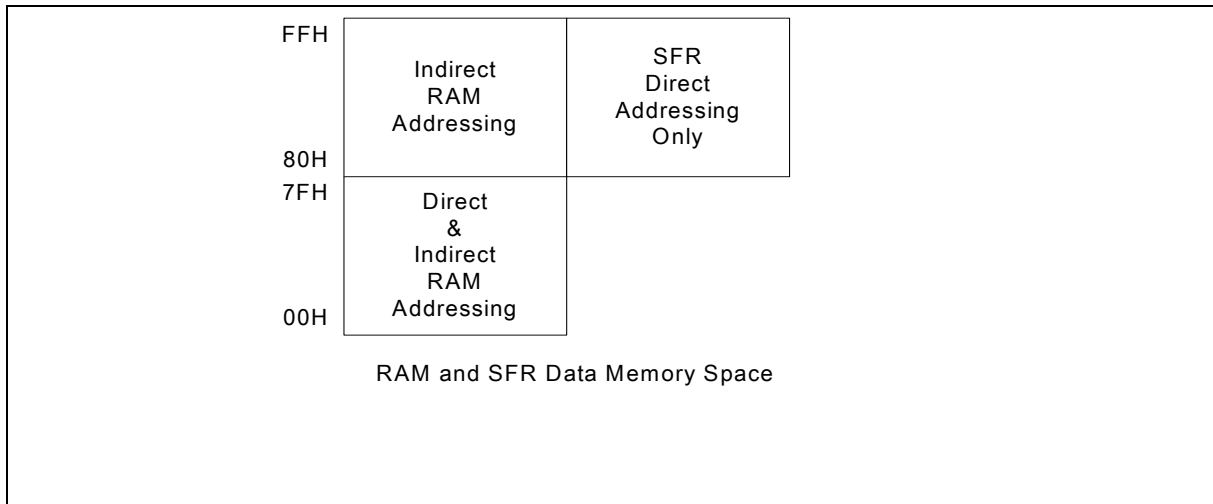 FFH
Indirect
RAM
Addressing
SFR
Direct
Addressing
Only
80H
7FH
Direct
&
Indirect
RAM
Addressing
00H
RAM and SFR Data Memory Space